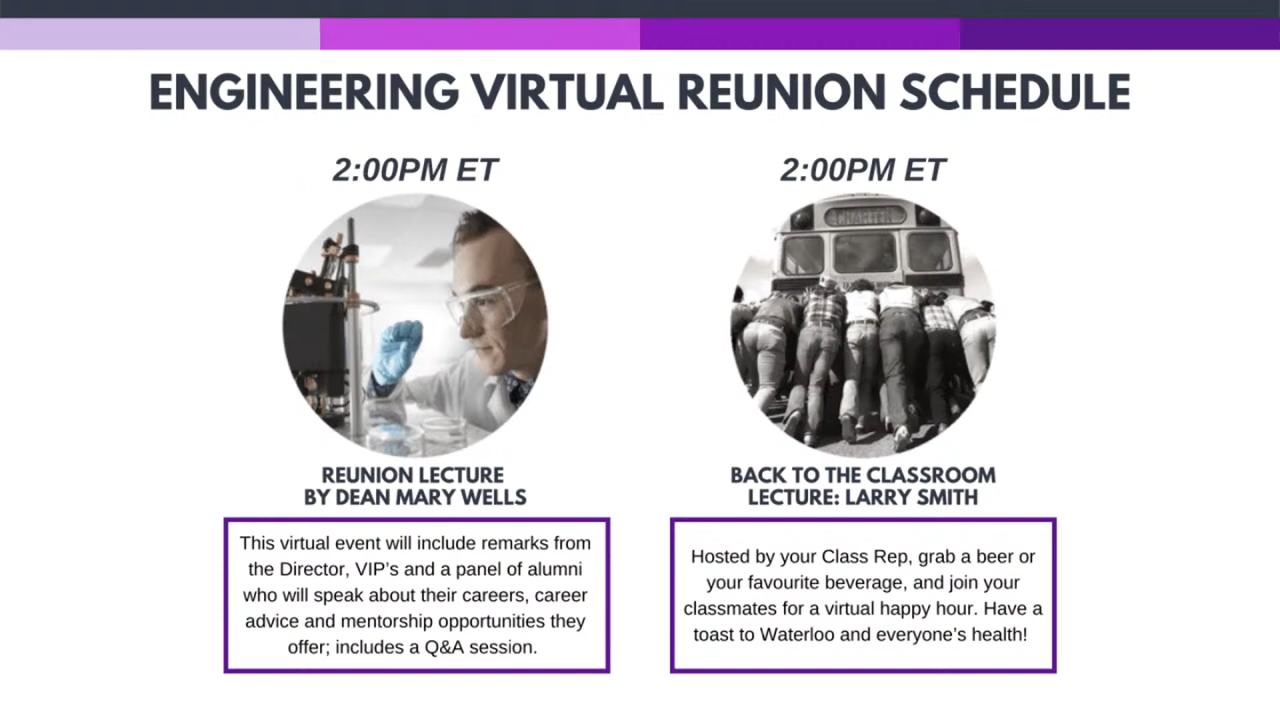 ENGINEERING VIRTUAL REUNION SCHEDULE
2:00PM ET
CHARTER
REUNION LECTURE
BY DEAN MARY WELLS
This virtual event will include remarks from
the Director, VIP’s and a panel of alumni
who will speak about their careers, career
advice and mentorship opportunities they
offer; includes a Q&A session.
2:00PM ET
BACK TO THE CLASSROOM
LECTURE: LARRY SMITH
Hosted by your Class Rep, grab a beer or
your favourite beverage, and join your
classmates for a virtual happy hour. Have a
toast to Waterloo and everyone’s health!